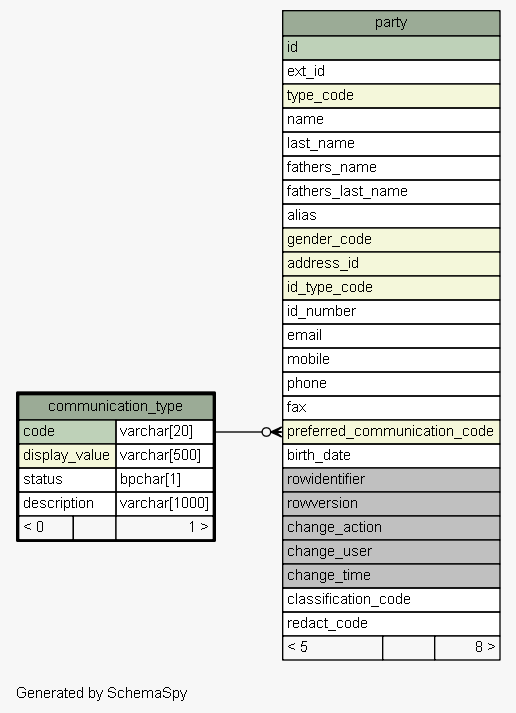 party
id
ext_id
type_code
name
last_name
fathers_name
fathers_last_name
alias
gender_code
address_id
id_type_code
id_number
email
mobile
phone
fax
preferred_communication_code
birth_date
rowidentifier
rowversion
change_action
change_user
change_time
classification_code
redact_code
< 5 8 >
communication_type
code varchar[20]
display_value varchar[500]
status bpchar[1]
description varchar[1000]
< 0 1 >
Generated by SchemaSpy